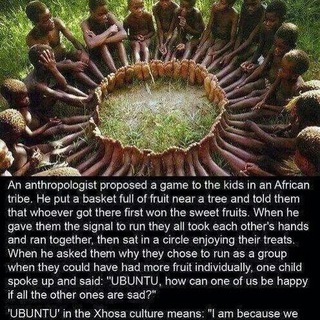 An anthropologist proposed a game to the kids in an African
tribe. He put a basket full of fruit near a tree and told them
that whoever got there first won the sweet fruits. When he
gave them the signal to run they all took each other's hands
and ran together, then sat in a circle enjoying their treats.
When he asked them why they chose to run as a group
when they could have had more fruit individually, one child
spoke up and said: "UBUNTU, how can one of us be happy
if all the other ones are sad?"
'UBUNTU' in the Xhosa culture means: "I am because we